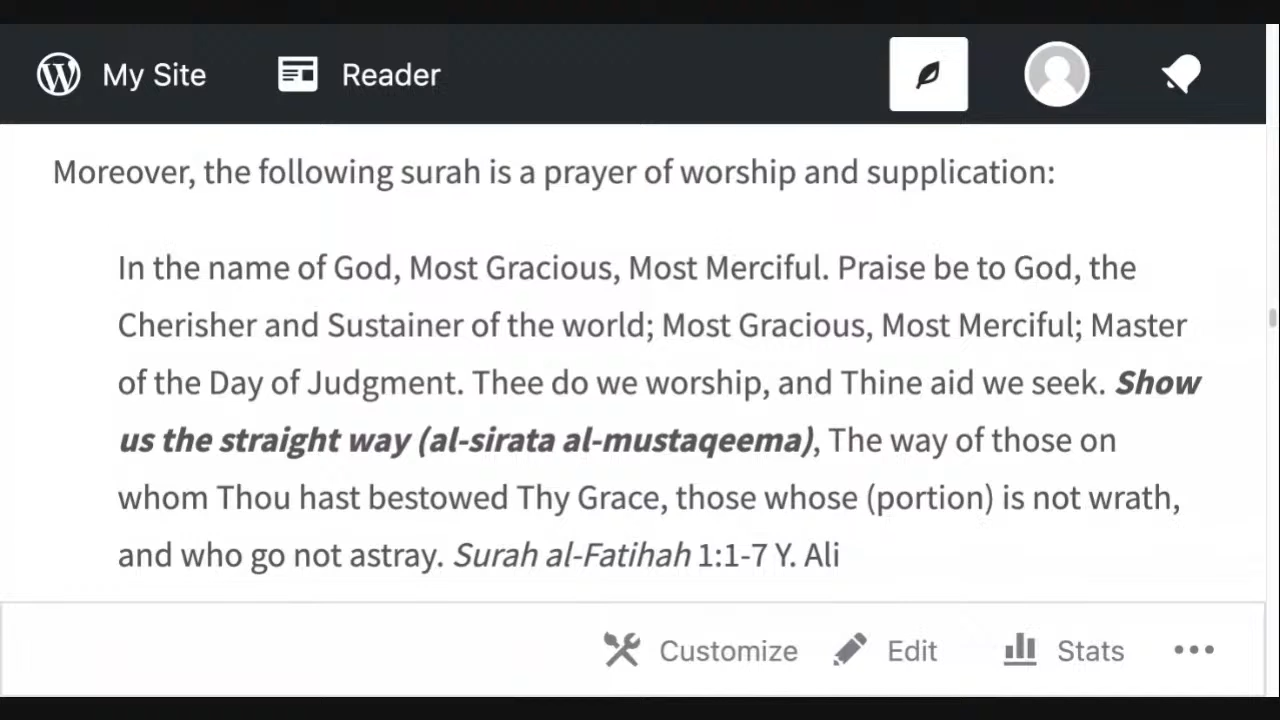 My Site Reader
Moreover, the following surah is a prayer of worship and supplication:
In the name of God, Most Gracious, Most Merciful. Praise be to God, the
Cherisher and Sustainer of the world; Most Gracious, Most Merciful; Master
of the Day of Judgment. Thee do we worship, and Thine aid we seek. Show
us the straight way (al-sirata al-mustaqeema), The way of those on
whom Thou hast bestowed Thy Grace, those whose (portion) is not wrath,
and who go not astray. Surah al-Fatihah 1:1-7 Y. Ali
Customize Edit Stats